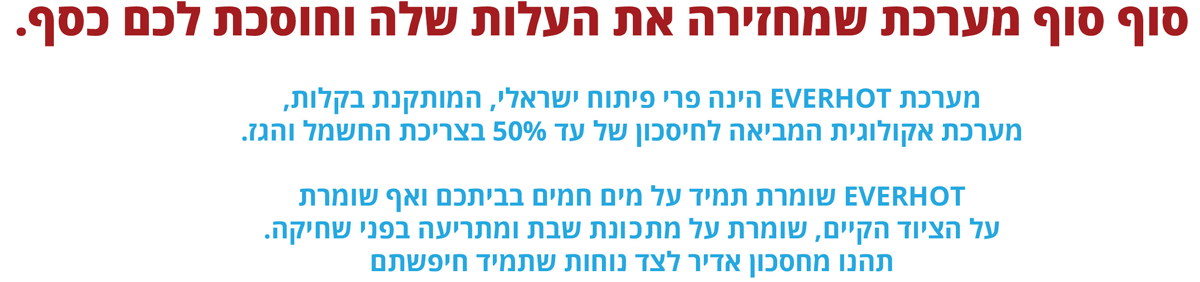 סוף סוף מערכת שמחזירה את העלות שלה וחוסכת לכם כסף.
מערכת EVERHOT הינה פרי פיתוח ישראלי, המותקנת בקלות,
מערכת אקולוגית המביאה לחיסכון של עד 50% בצריכת החשמל והגז.
EVERHOT שומרת תמיד על מים חמים בביתכם ואף שומרת
על הציוד הקיים, שומרת על מתכונת שבת ומתריעה בפני שחיקה.
תהנו מחסכון אדיר לצד נוחות שתמיד חיפשתם